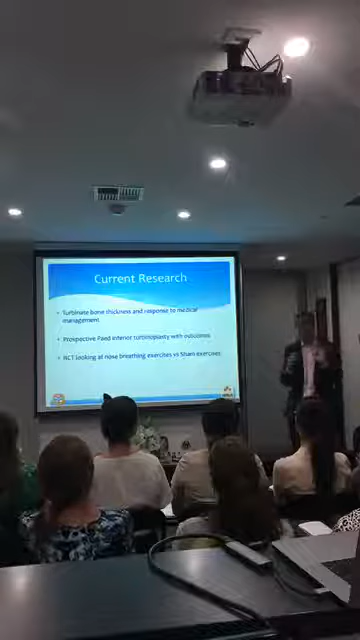 Current Research
• Turbinate bone thickness and response to medical
management
• Prospective Paed inferior turbinoplasty with outcomes
• RCT looking at nose breathing exercises vs Sham exercises